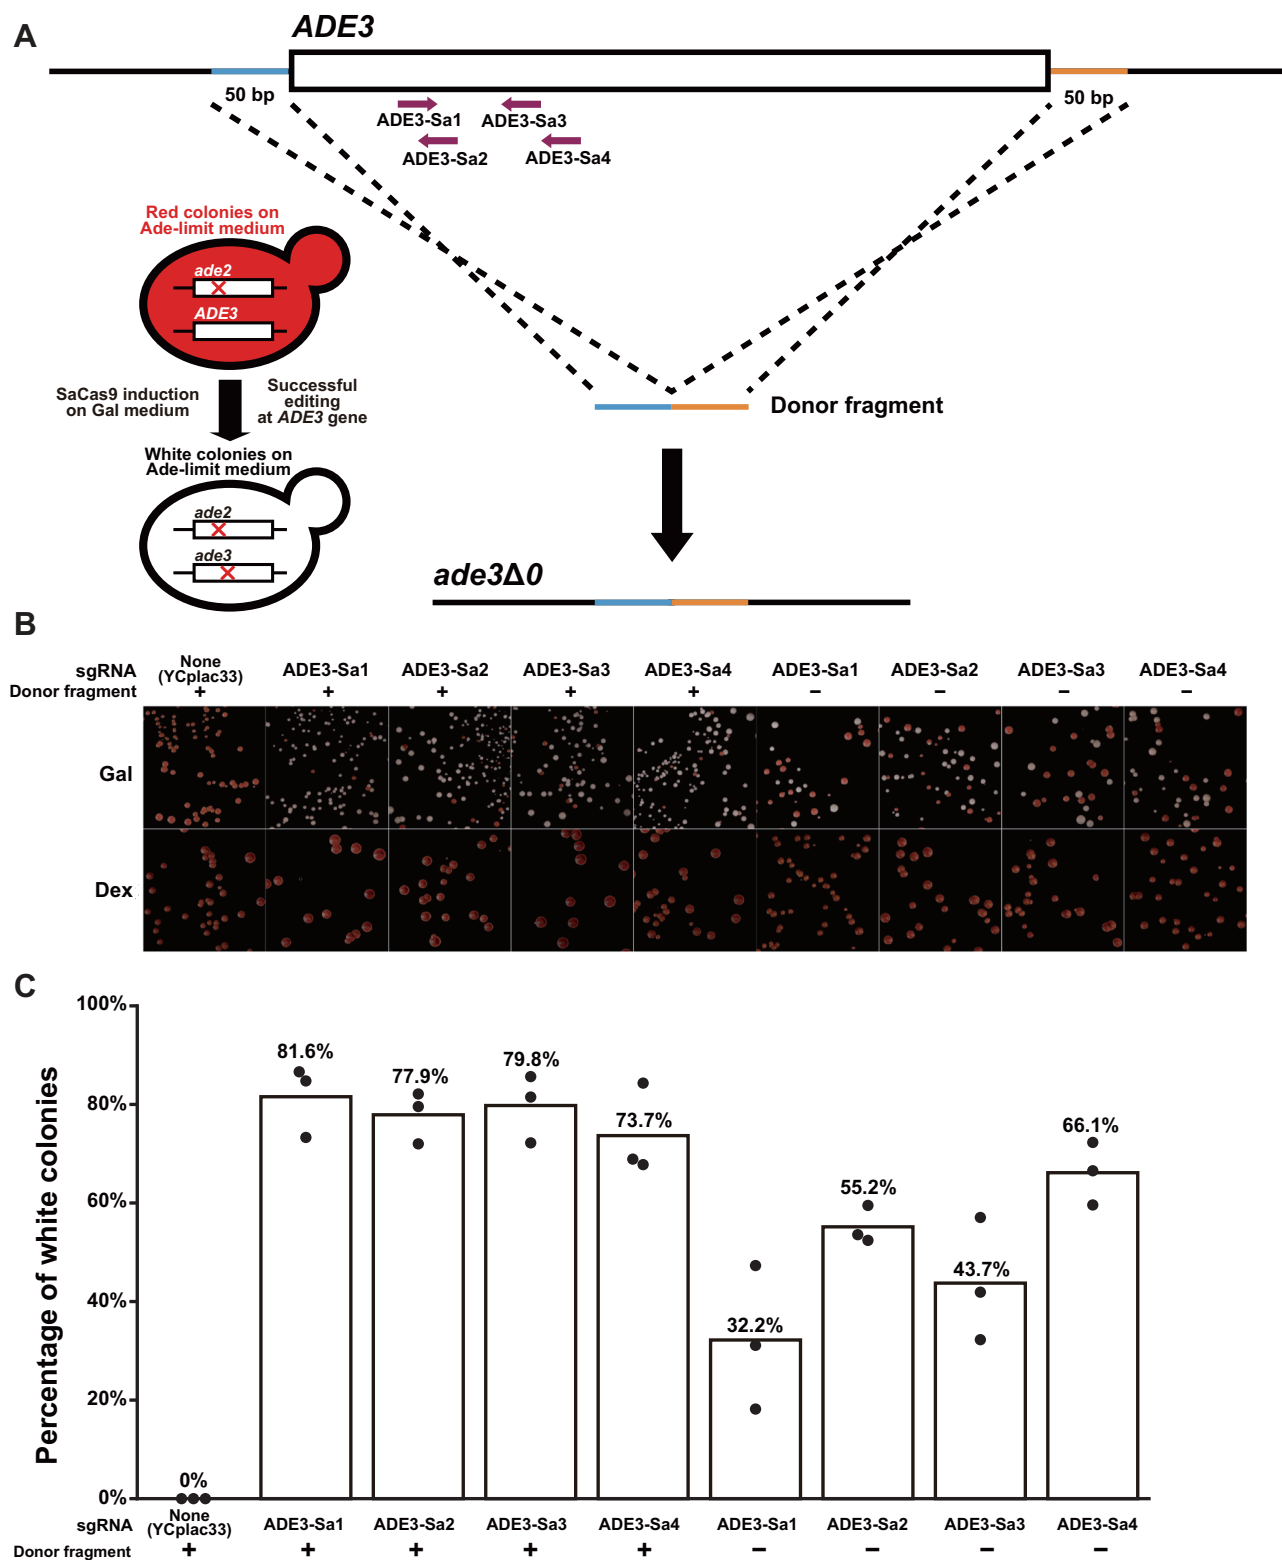 A
ADE3
50 bp
50 bp
ADE3-Sa1
ADE3-Sa3
ADE3-Sa2
ADE3-Sa4
Red colonies on
Ade-limit medium
ade2
ADE3
SaCas9 induction
on Gal medium
Successful
editing
at ADE3 gene
White colonies on
Ade-limit medium
ade2
ade3
Donor fragment
ade3Δ0
B
sgRNA None (YCplac33) ADE3-Sa1 ADE3-Sa2 ADE3-Sa3 ADE3-Sa4 ADE3-Sa1 ADE3-Sa2 ADE3-Sa3 ADE3-Sa4
Donor fragment + + + + + − − − −
Gal
Dex
C
Percentage of white colonies
100%
80%
60%
40%
20%
0%
0%
81.6%
77.9%
79.8%
73.7%
32.2%
55.2%
43.7%
66.1%
sgRNA None (YCplac33) ADE3-Sa1 ADE3-Sa2 ADE3-Sa3 ADE3-Sa4 ADE3-Sa1 ADE3-Sa2 ADE3-Sa3 ADE3-Sa4
Donor fragment + + + + + − − − −